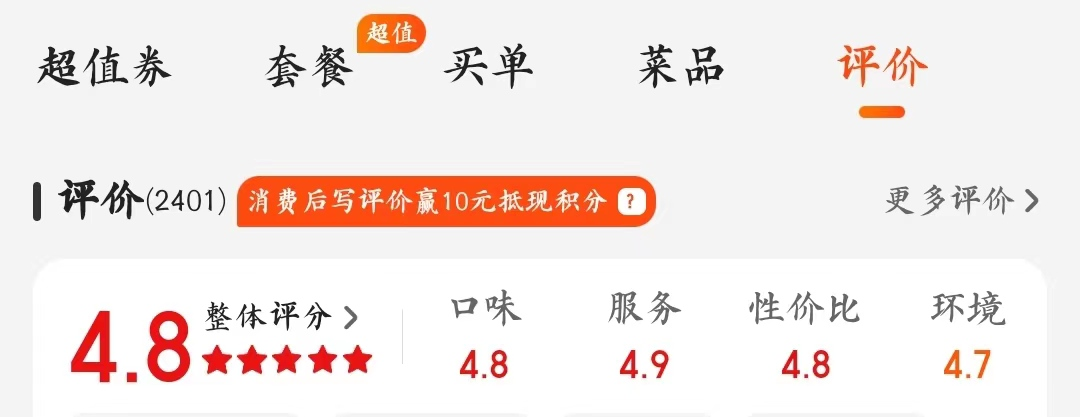 超值
超值券 套餐 买单 菜品 评价
评价(2401) 消费后写评价赢10元抵现积分 ? 更多评价
4.8 整体评分 口味 服务 性价比 环境
4.8 4.9 4.8 4.7